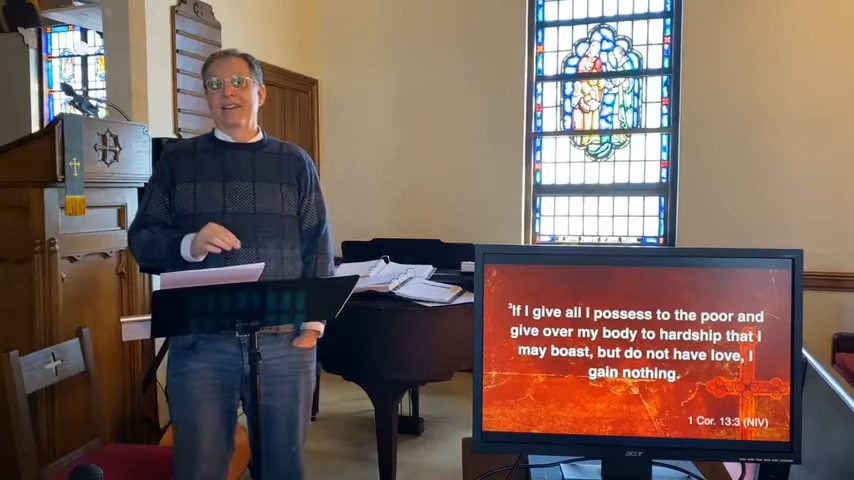 ³If I give all I possess to the poor and
give over my body to hardship that I
may boast, but do not have love, I
gain nothing.
1 Cor. 13:3 (NIV)
acer